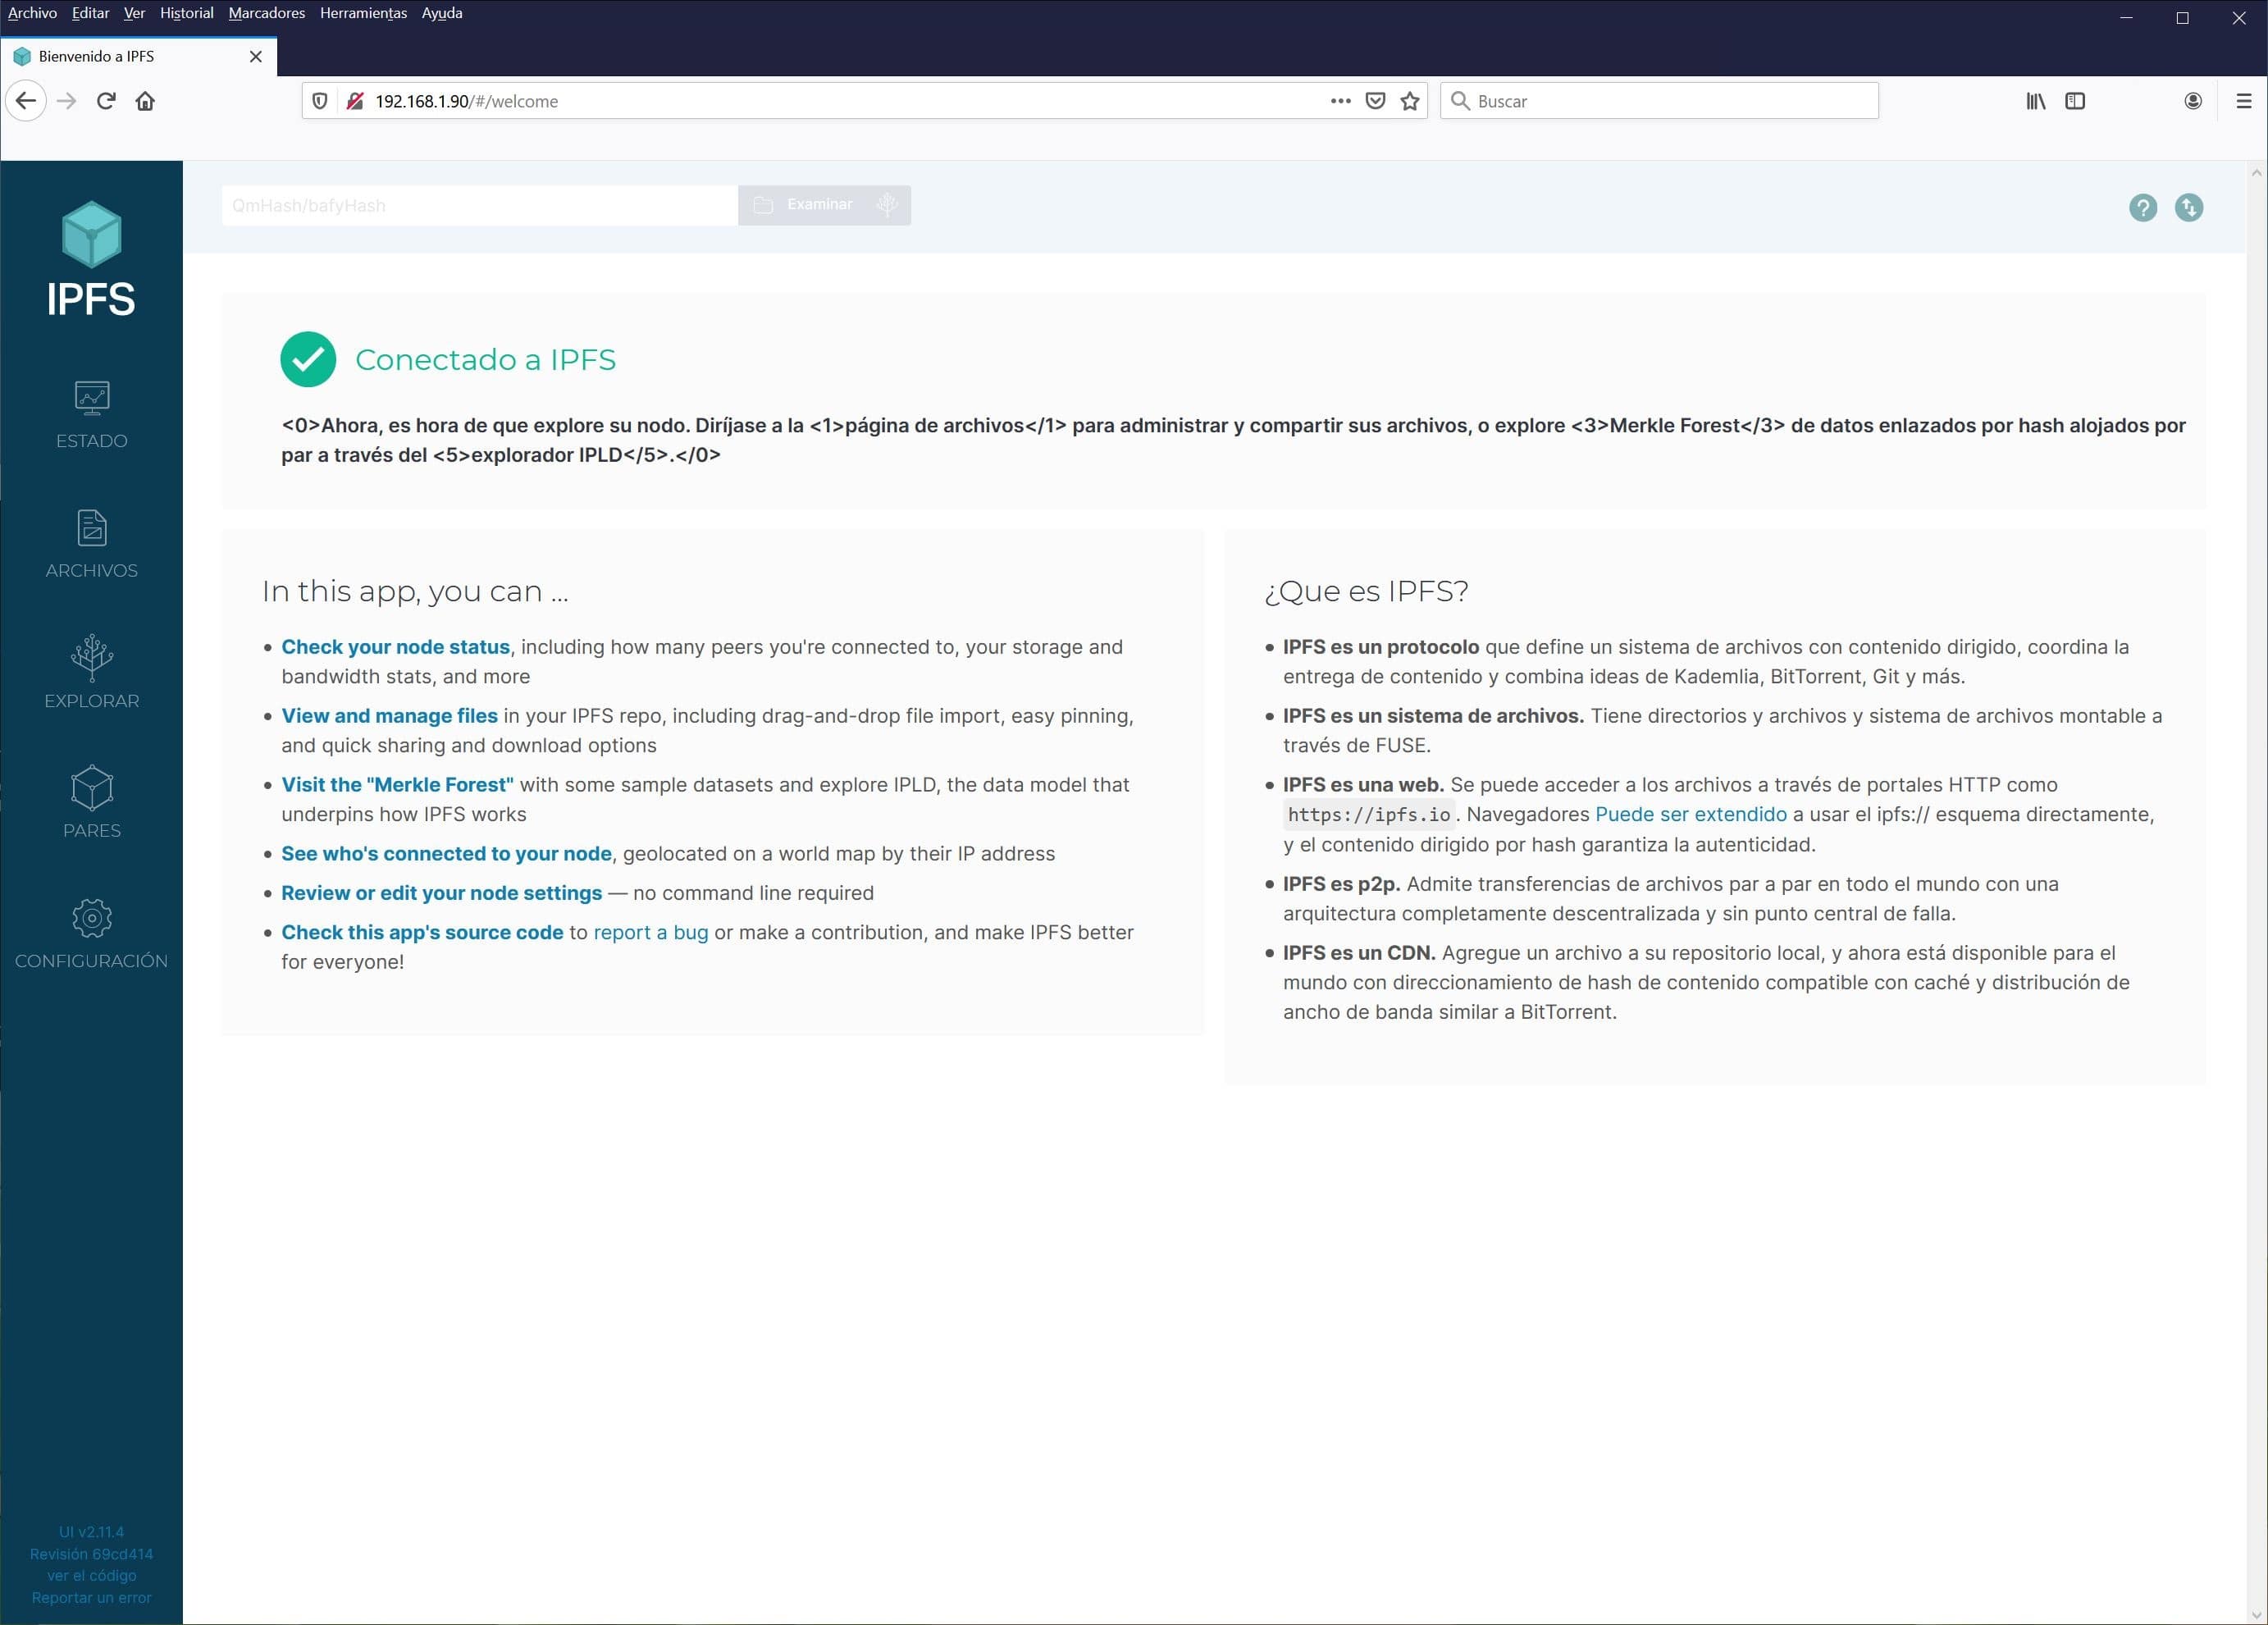 Archivo Editar Ver Historial Marcadores Herramientas Ayuda
Bienvenido a IPFS
192.168.1.90/#/welcome
Buscar
IPFS
ESTADO
ARCHIVOS
EXPLORAR
PARES
CONFIGURACIÓN
UI v2.11.4
Revisión 69cd414
ver el código
Reportar un error
QmHash/bafyHash
Examinar
Conectado a IPFS
<0>Ahora, es hora de que explore su nodo. Diríjase a la <1>página de archivos</1> para administrar y compartir sus archivos, o explore <3>Merkle Forest</3> de datos enlazados por hash alojados por
par a través del <5>explorador IPLD</5>.</0>
In this app, you can ...
Check your node status, including how many peers you're connected to, your storage and
bandwidth stats, and more
View and manage files in your IPFS repo, including drag-and-drop file import, easy pinning,
and quick sharing and download options
Visit the "Merkle Forest" with some sample datasets and explore IPLD, the data model that
underpins how IPFS works
See who's connected to your node, geolocated on a world map by their IP address
Review or edit your node settings — no command line required
Check this app's source code to report a bug or make a contribution, and make IPFS better
for everyone!
¿Que es IPFS?
IPFS es un protocolo que define un sistema de archivos con contenido dirigido, coordina la
entrega de contenido y combina ideas de Kademlia, BitTorrent, Git y más.
IPFS es un sistema de archivos. Tiene directorios y archivos y sistema de archivos montable a
través de FUSE.
IPFS es una web. Se puede acceder a los archivos a través de portales HTTP como
https://ipfs.io. Navegadores Puede ser extendido a usar el ipfs:// esquema directamente,
y el contenido dirigido por hash garantiza la autenticidad.
IPFS es p2p. Admite transferencias de archivos par a par en todo el mundo con una
arquitectura completamente descentralizada y sin punto central de falla.
IPFS es un CDN. Agregue un archivo a su repositorio local, y ahora está disponible para el
mundo con direccionamiento de hash de contenido compatible con caché y distribución de
ancho de banda similar a BitTorrent.